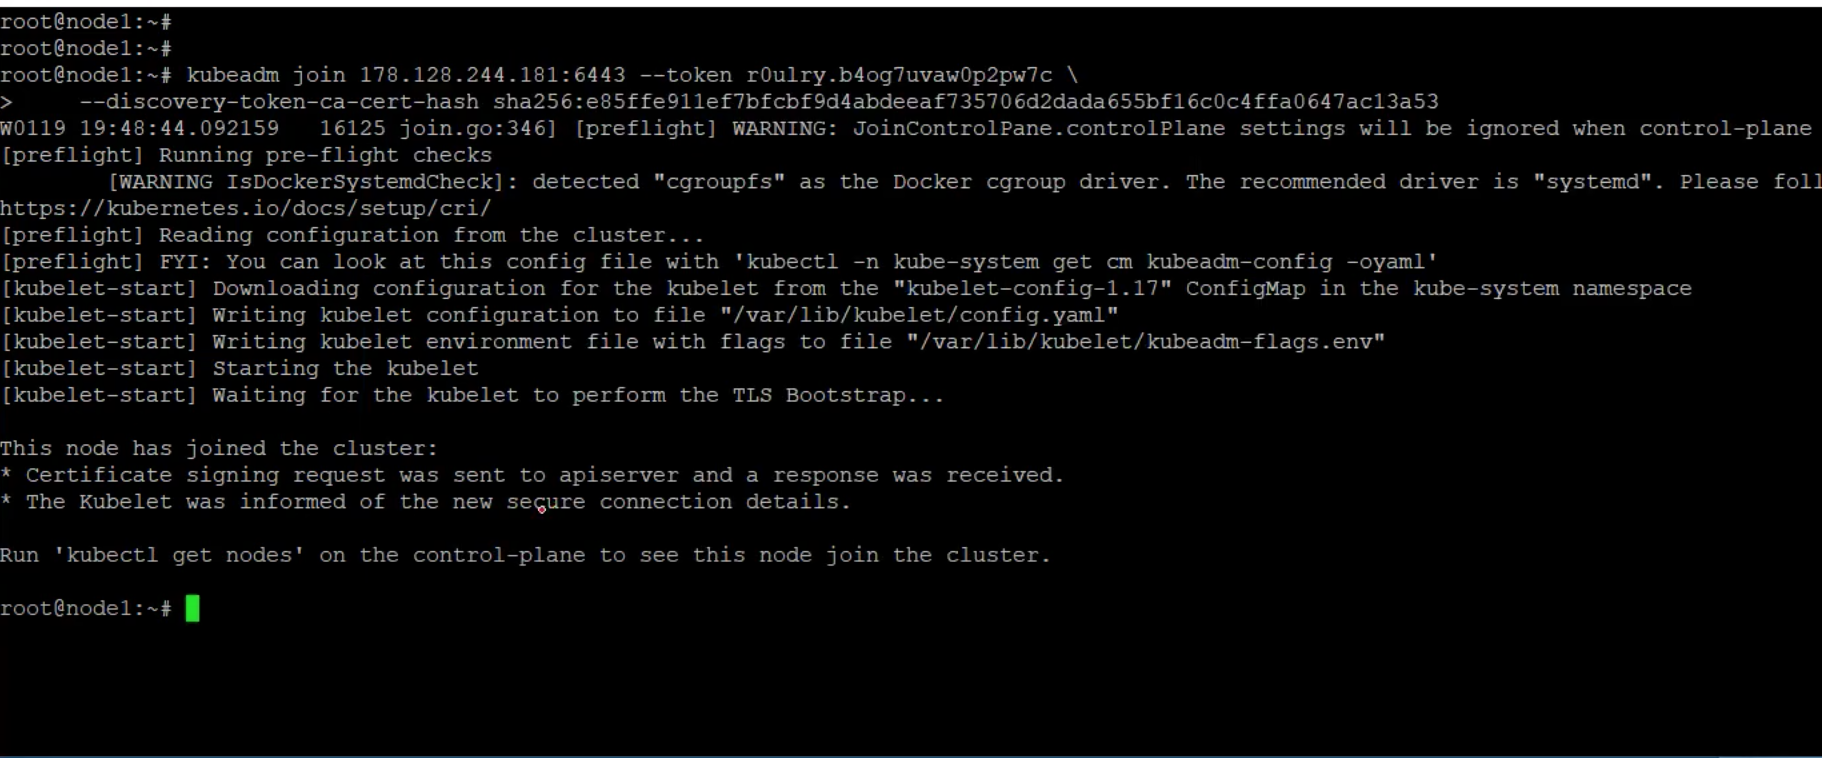 root@node1:~#
root@node1:~#
root@node1:~# kubeadm join 178.128.244.181:6443 --token r0ulry.b4og7uvaw0p2pw7c \
>     --discovery-token-ca-cert-hash sha256:e85ffe911ef7bfcbf9d4abdeeaf735706d2dada655bf16c0c4ffa0647ac13a53
W0119 19:48:44.092159   16125 join.go:346] [preflight] WARNING: JoinControlPane.controlPlane settings will be ignored when control-plane
[preflight] Running pre-flight checks
        [WARNING IsDockerSystemdCheck]: detected "cgroupfs" as the Docker cgroup driver. The recommended driver is "systemd". Please foll
https://kubernetes.io/docs/setup/cri/
[preflight] Reading configuration from the cluster...
[preflight] FYI: You can look at this config file with 'kubectl -n kube-system get cm kubeadm-config -oyaml'
[kubelet-start] Downloading configuration for the kubelet from the "kubelet-config-1.17" ConfigMap in the kube-system namespace
[kubelet-start] Writing kubelet configuration to file "/var/lib/kubelet/config.yaml"
[kubelet-start] Writing kubelet environment file with flags to file "/var/lib/kubelet/kubeadm-flags.env"
[kubelet-start] Starting the kubelet
[kubelet-start] Waiting for the kubelet to perform the TLS Bootstrap...
This node has joined the cluster:
* Certificate signing request was sent to apiserver and a response was received.
* The Kubelet was informed of the new secure connection details.
Run 'kubectl get nodes' on the control-plane to see this node join the cluster.
root@node1:~#